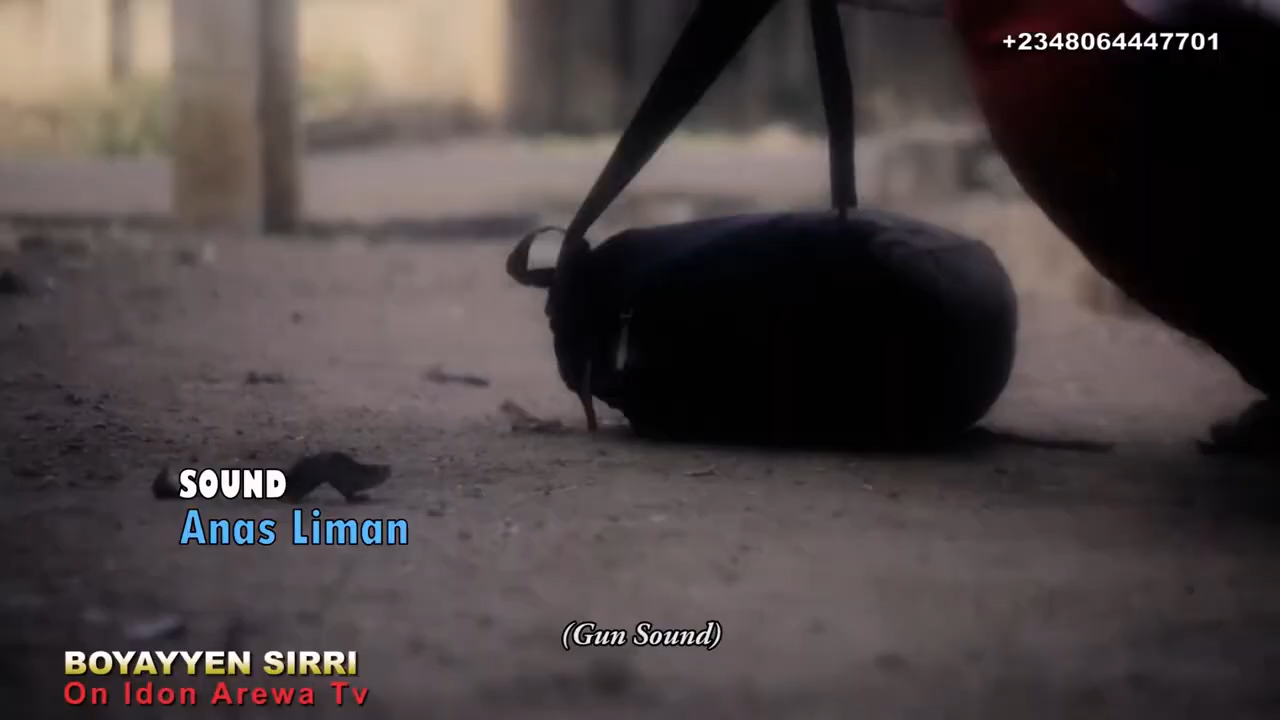 +2348064447701
SOUND
Anas Liman
(Gun Sound)
BOYAYYEN SIRRI
On Idon Arewa Tv